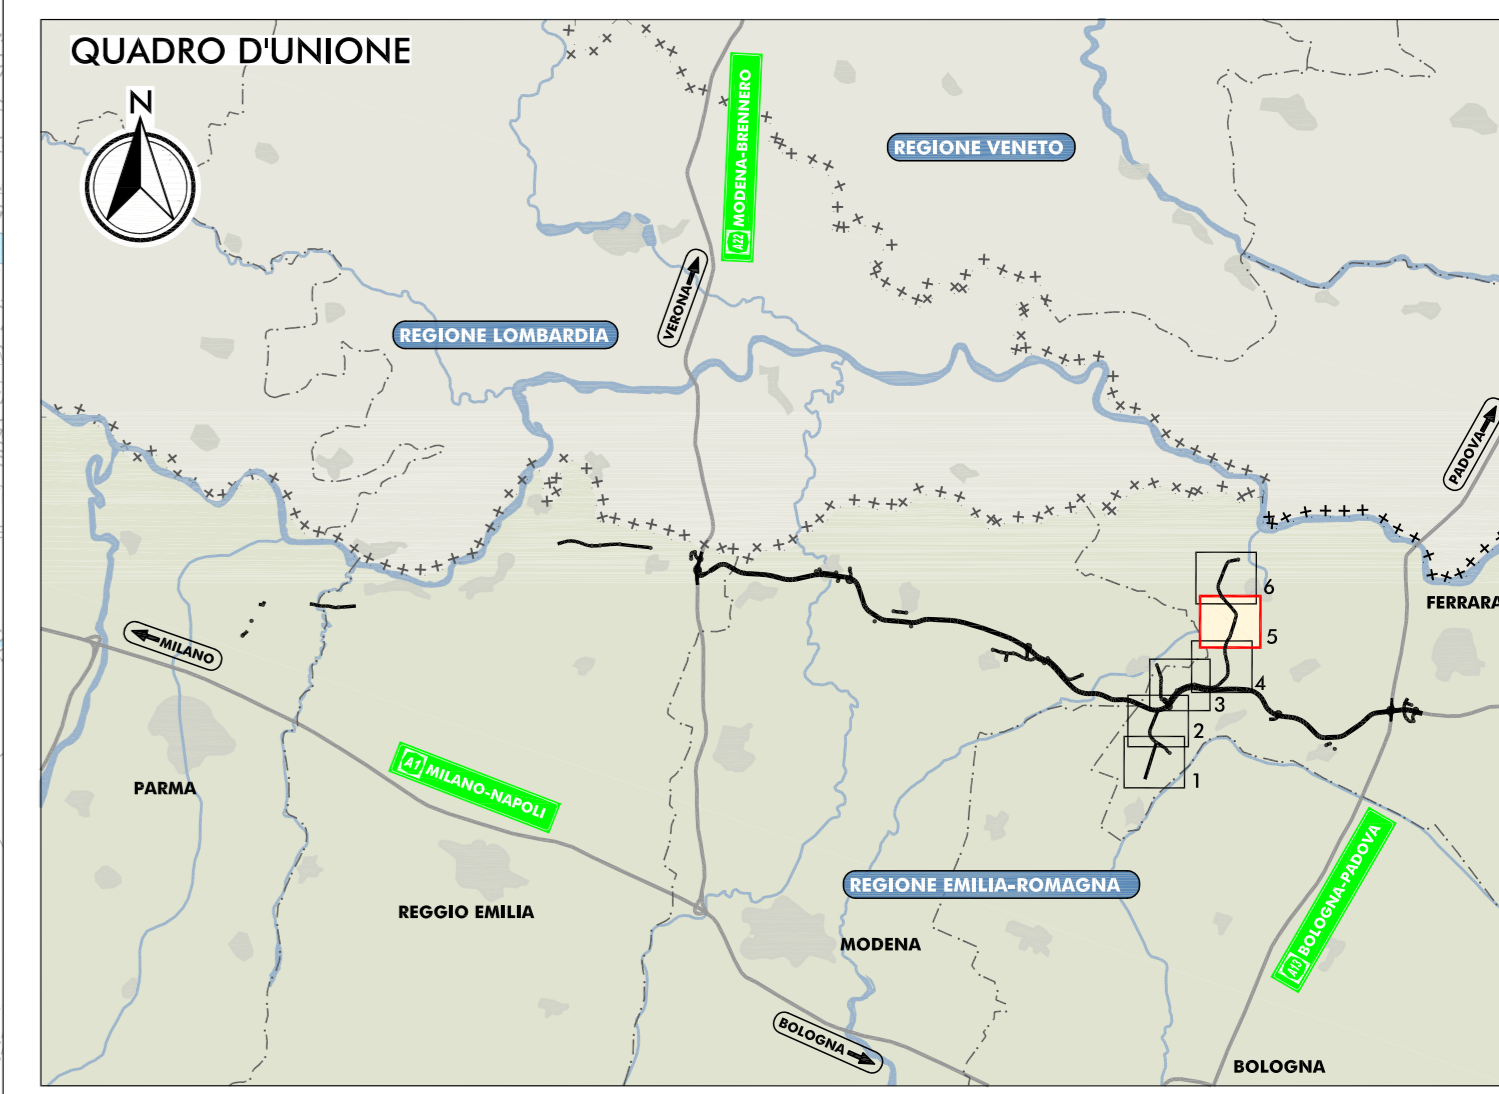 QUADRO D'UNIONE
N
A22 MODENA-BRENNERO
REGIONE VENETO
VERONA
REGIONE LOMBARDIA
PADOVA
6
FERRARA
5
MILANO
4
3
2
1
PARMA
A1 MILANO-NAPOLI
REGIONE EMILIA-ROMAGNA
REGGIO EMILIA
MODENA
A13 BOLOGNA-PADOVA
BOLOGNA
BOLOGNA